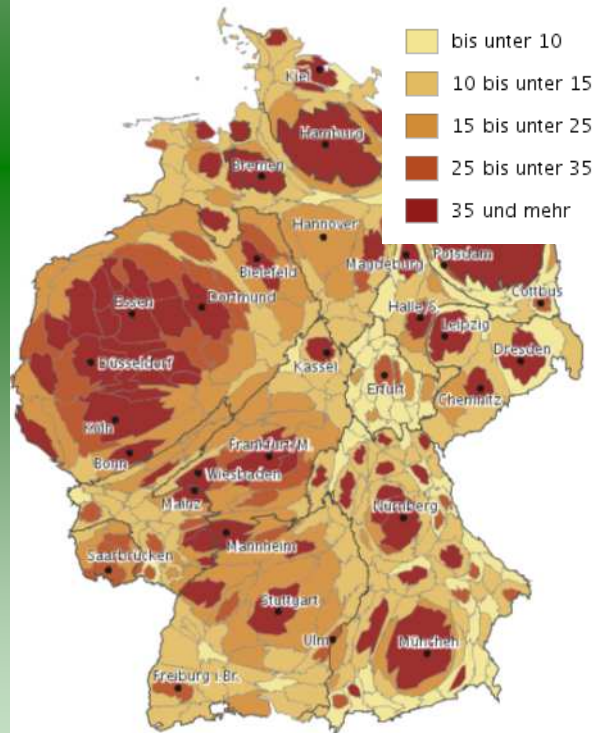 bis unter 10
10 bis unter 15
15 bis unter 25
25 bis unter 35
35 und mehr
Kiel
Hamburg
Bremen
Hannover
Magdeburg
Potsdam
Bielefeld
Cottbus
Essen
Dortmund
Halle/S.
Leipzig
Dresden
Düsseldorf
Kassel
Erfurt
Chemnitz
Köln
Bonn
Frankfurt/M.
Wiesbaden
Mainz
Nürnberg
Mannheim
Saarbrücken
Stuttgart
Ulm
München
Freiburg i.Br.